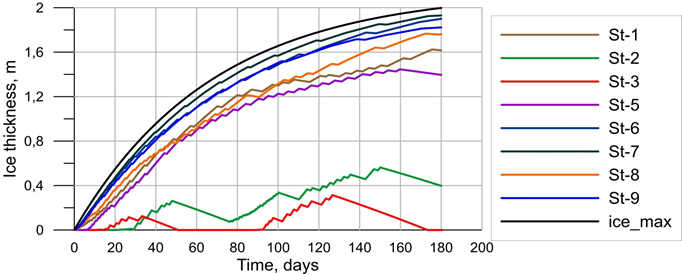 Ice thickness, m
2
1,6
1,2
0,8
0,4
0
0 20 40 60 80 100 120 140 160 180 200
Time, days
St-1
St-2
St-3
St-5
St-6
St-7
St-8
St-9
ice_max